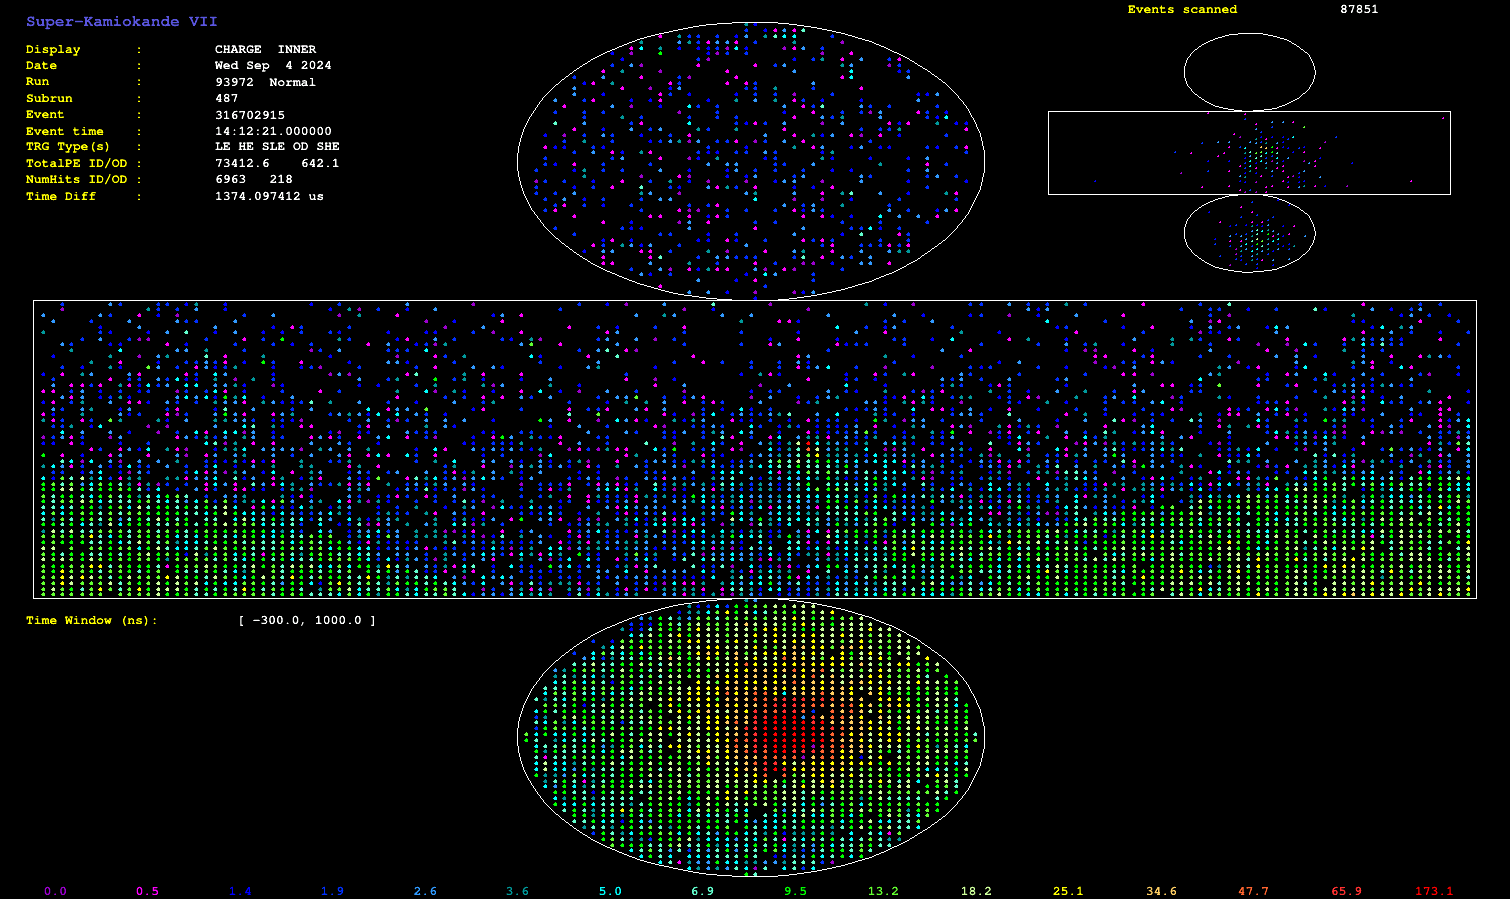 Super-Kamiokande VII
Events scanned 87851
Display : CHARGE INNER
Date : Wed Sep 4 2024
Run : 93972 Normal
Subrun : 487
Event : 316702915
Event time : 14:12:21.000000
TRG Type(s) : LE HE SLE OD SHE
TotalPE ID/OD : 73412.6 642.1
NumHits ID/OD : 6963 218
Time Diff : 1374.097412 us
Time Window (ns): [ -300.0, 1000.0 ]
0.0 0.5 1.4 1.9 2.6 3.6 5.0 6.9 9.5 13.2 18.2 25.1 34.6 47.7 65.9 173.1